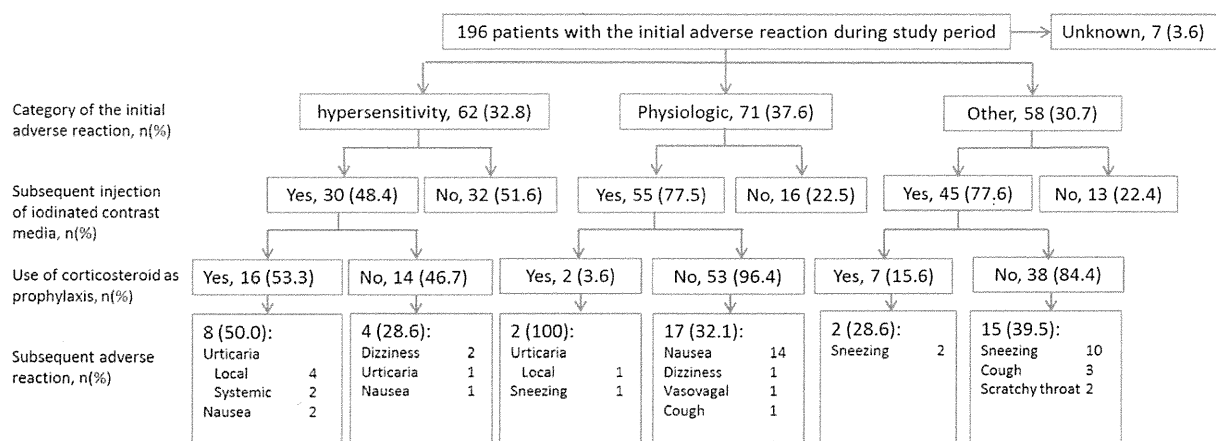 196 patients with the initial adverse reaction during study period
Unknown, 7 (3.6)
Category of the initial
adverse reaction, n(%)
hypersensitivity, 62 (32.8)
Physiologic, 71 (37.6)
Other, 58 (30.7)
Subsequent injection
of iodinated contrast
media, n(%)
Yes, 30 (48.4)
No, 32 (51.6)
Yes, 55 (77.5)
No, 16 (22.5)
Yes, 45 (77.6)
No, 13 (22.4)
Use of corticosteroid as
prophylaxis, n(%)
Yes, 16 (53.3)
No, 14 (46.7)
Yes, 2 (3.6)
No, 53 (96.4)
Yes, 7 (15.6)
No, 38 (84.4)
Subsequent adverse
reaction, n(%)
8 (50.0):
Urticaria
Local 4
Systemic 2
Nausea 2
4 (28.6):
Dizziness 2
Urticaria 1
Nausea 1
2 (100):
Urticaria
Local 1
Sneezing 1
17 (32.1):
Nausea 14
Dizziness 1
Vasovagal 1
Cough 1
2 (28.6):
Sneezing 2
15 (39.5):
Sneezing 10
Cough 3
Scratchy throat 2